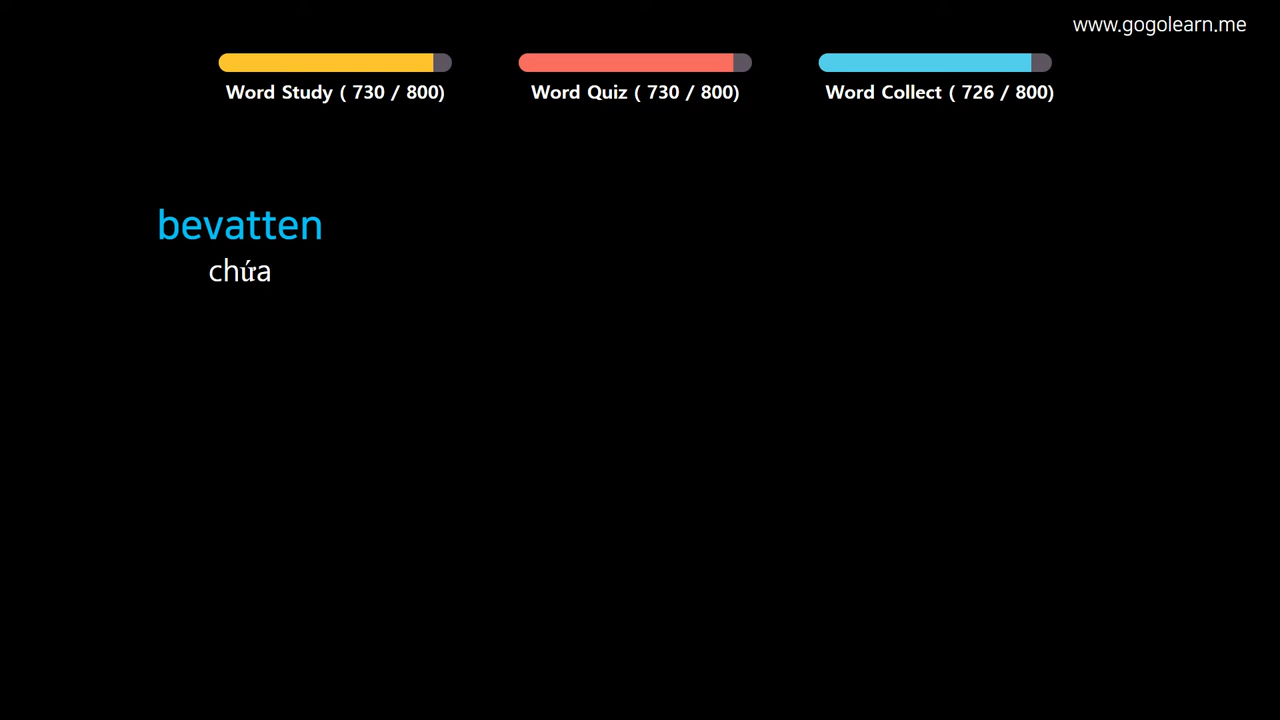 www.gogolearn.me
Word Study ( 730 / 800)
Word Quiz ( 730 / 800)
Word Collect ( 726 / 800)
bevatten
chứa